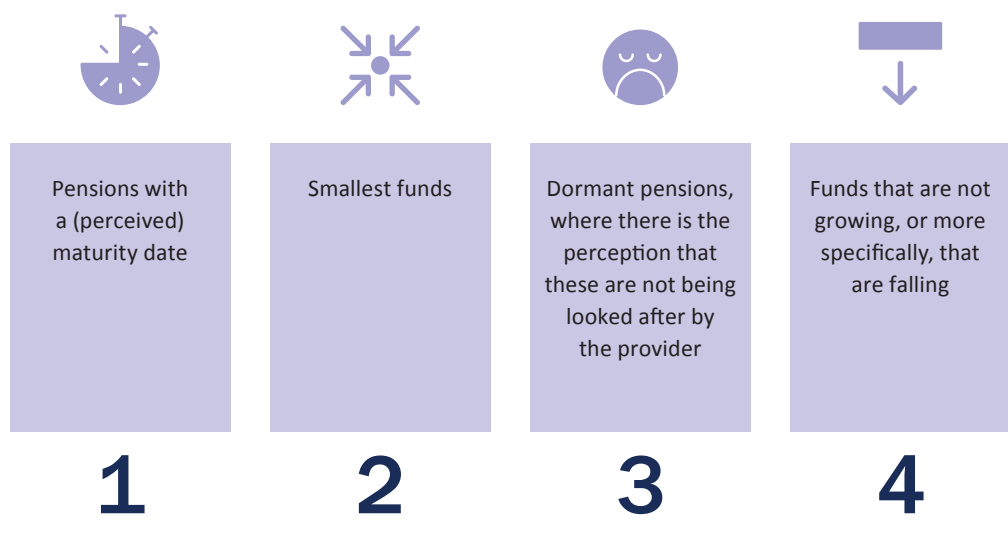 Pensions with
a (perceived)
maturity date
1
Smallest funds
2
Dormant pensions,
where there is the
perception that
these are not being
looked after by
the provider
3
Funds that are not
growing, or more
specifically, that
are falling
4